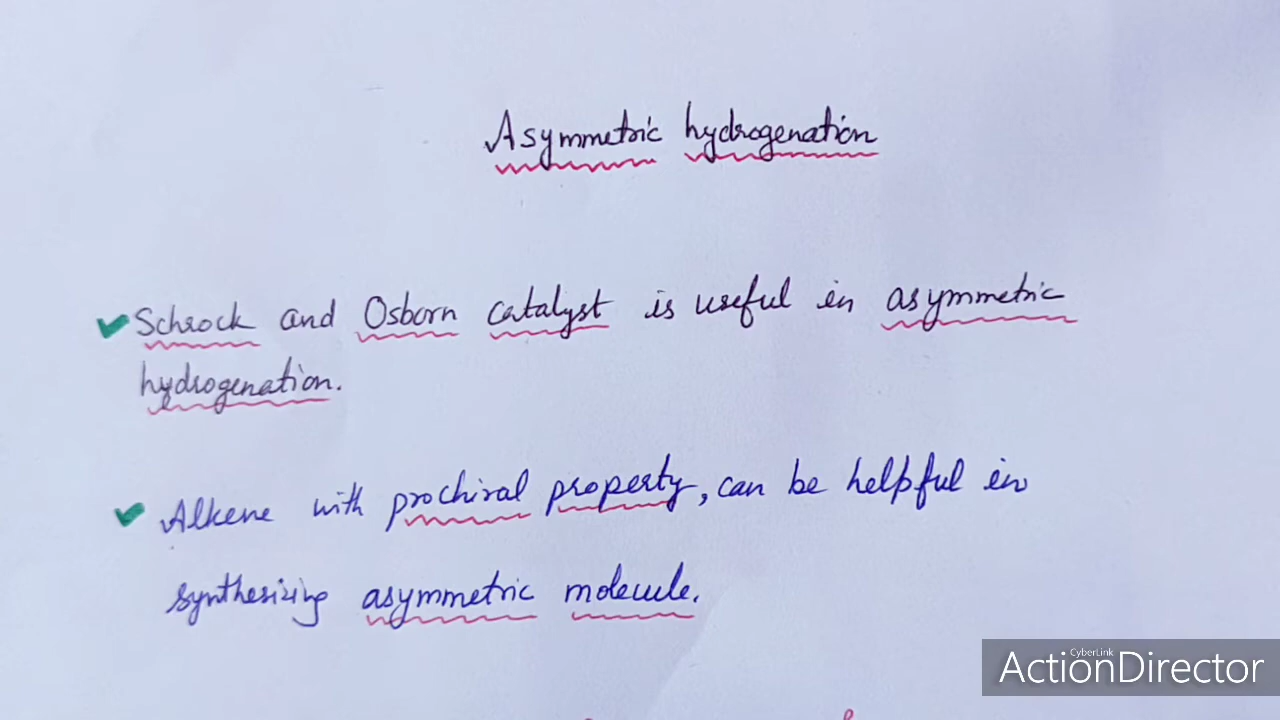 Asymmetric hydrogenation
Schrock and Osborn catalyst is useful in asymmetric
hydrogenation.
Alkene with prochiral property, can be helpful in
synthesizing asymmetric molecule.
CyberLink
ActionDirector